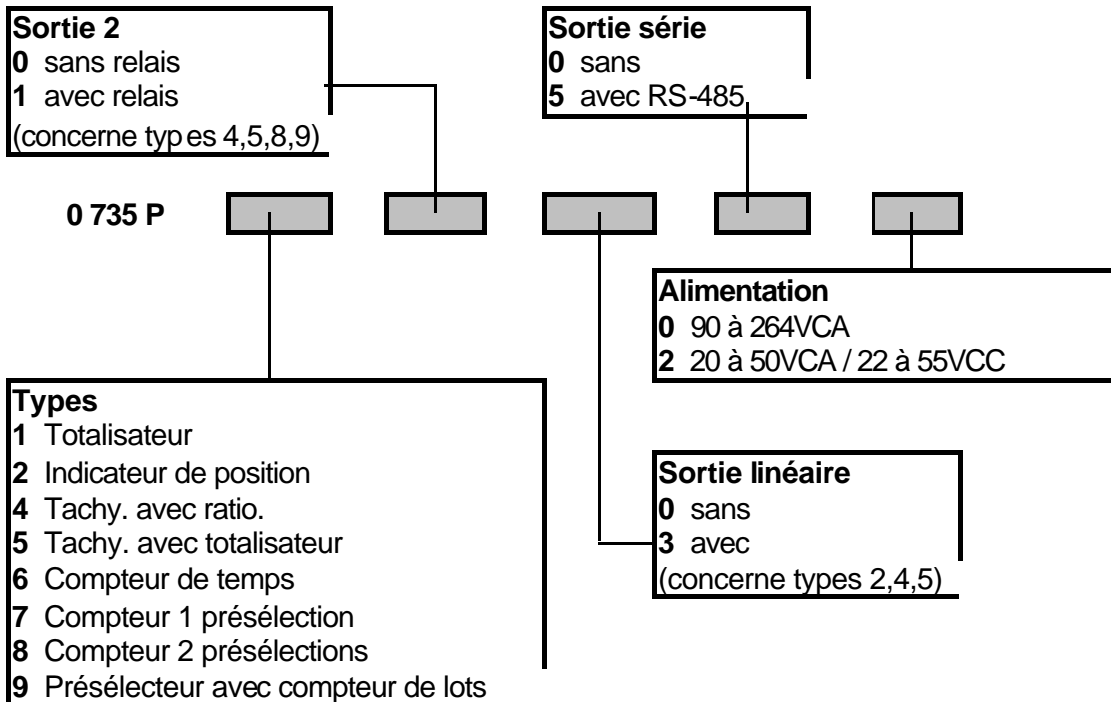 Sortie 2
0 sans relais
1 avec relais
(concerne types 4,5,8,9)
Sortie série
0 sans
5 avec RS-485
0 735 P
Alimentation
0 90 à 264VCA
2 20 à 50VCA / 22 à 55VCC
Types
1 Totalisateur
2 Indicateur de position
4 Tachy. avec ratio.
5 Tachy. avec totalisateur
6 Compteur de temps
7 Compteur 1 présélection
8 Compteur 2 présélections
9 Présélecteur avec compteur de lots
Sortie linéaire
0 sans
3 avec
(concerne types 2,4,5)